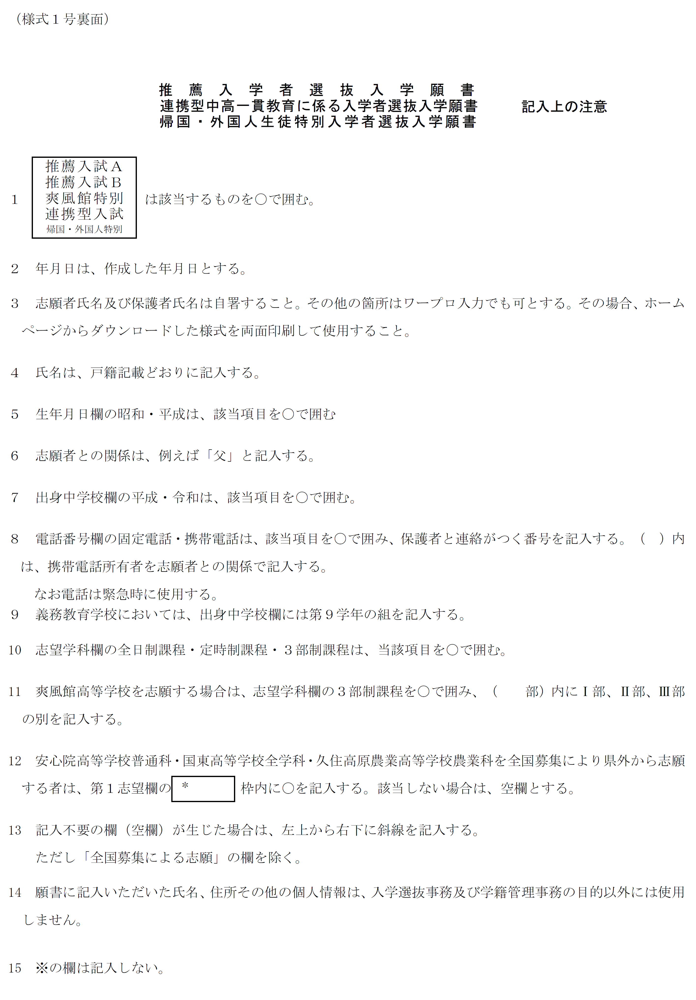 （様式１号裏面）
推薦入学者選抜入学願書
連携型中高一貫教育に係る入学者選抜入学願書　記入上の注意
帰国・外国人生徒特別入学者選抜入学願書
推薦入試Ａ
推薦入試Ｂ
爽風館特別
連携型入試
帰国・外国人特別
１　は該当するものを○で囲む。
２　年月日は、作成した年月日とする。
３　志願者氏名及び保護者氏名は自署すること。その他の箇所はワープロ入力でも可とする。その場合、ホーム
ページからダウンロードした様式を両面印刷して使用すること。
４　氏名は、戸籍記載どおりに記入する。
５　生年月日欄の昭和・平成は、該当項目を○で囲む
６　志願者との関係は、例えば「父」と記入する。
７　出身中学校欄の平成・令和は、該当項目を○で囲む。
８　電話番号欄の固定電話・携帯電話は、該当項目を○で囲み、保護者と連絡がつく番号を記入する。（　）内
は、携帯電話所有者を志願者との関係で記入する。
なお電話は緊急時に使用する。
９　義務教育学校においては、出身中学校欄には第９学年の組を記入する。
10　志望学科欄の全日制課程・定時制課程・３部制課程は、当該項目を○で囲む。
11　爽風館高等学校を志願する場合は、志望学科欄の３部制課程を○で囲み、（　　部）内にⅠ部、Ⅱ部、Ⅲ部
の別を記入する。
12　安心院高等学校普通科・国東高等学校全学科・久住高原農業高等学校農業科を全国募集により県外から志願
する者は、第１志望欄の　＊　枠内に○を記入する。該当しない場合は、空欄とする。
13　記入不要の欄（空欄）が生じた場合は、左上から右下に斜線を記入する。
ただし「全国募集による志願」の欄を除く。
14　願書に記入いただいた氏名、住所その他の個人情報は、入学選抜事務及び学籍管理事務の目的以外には使用
しません。
15　※の欄は記入しない。